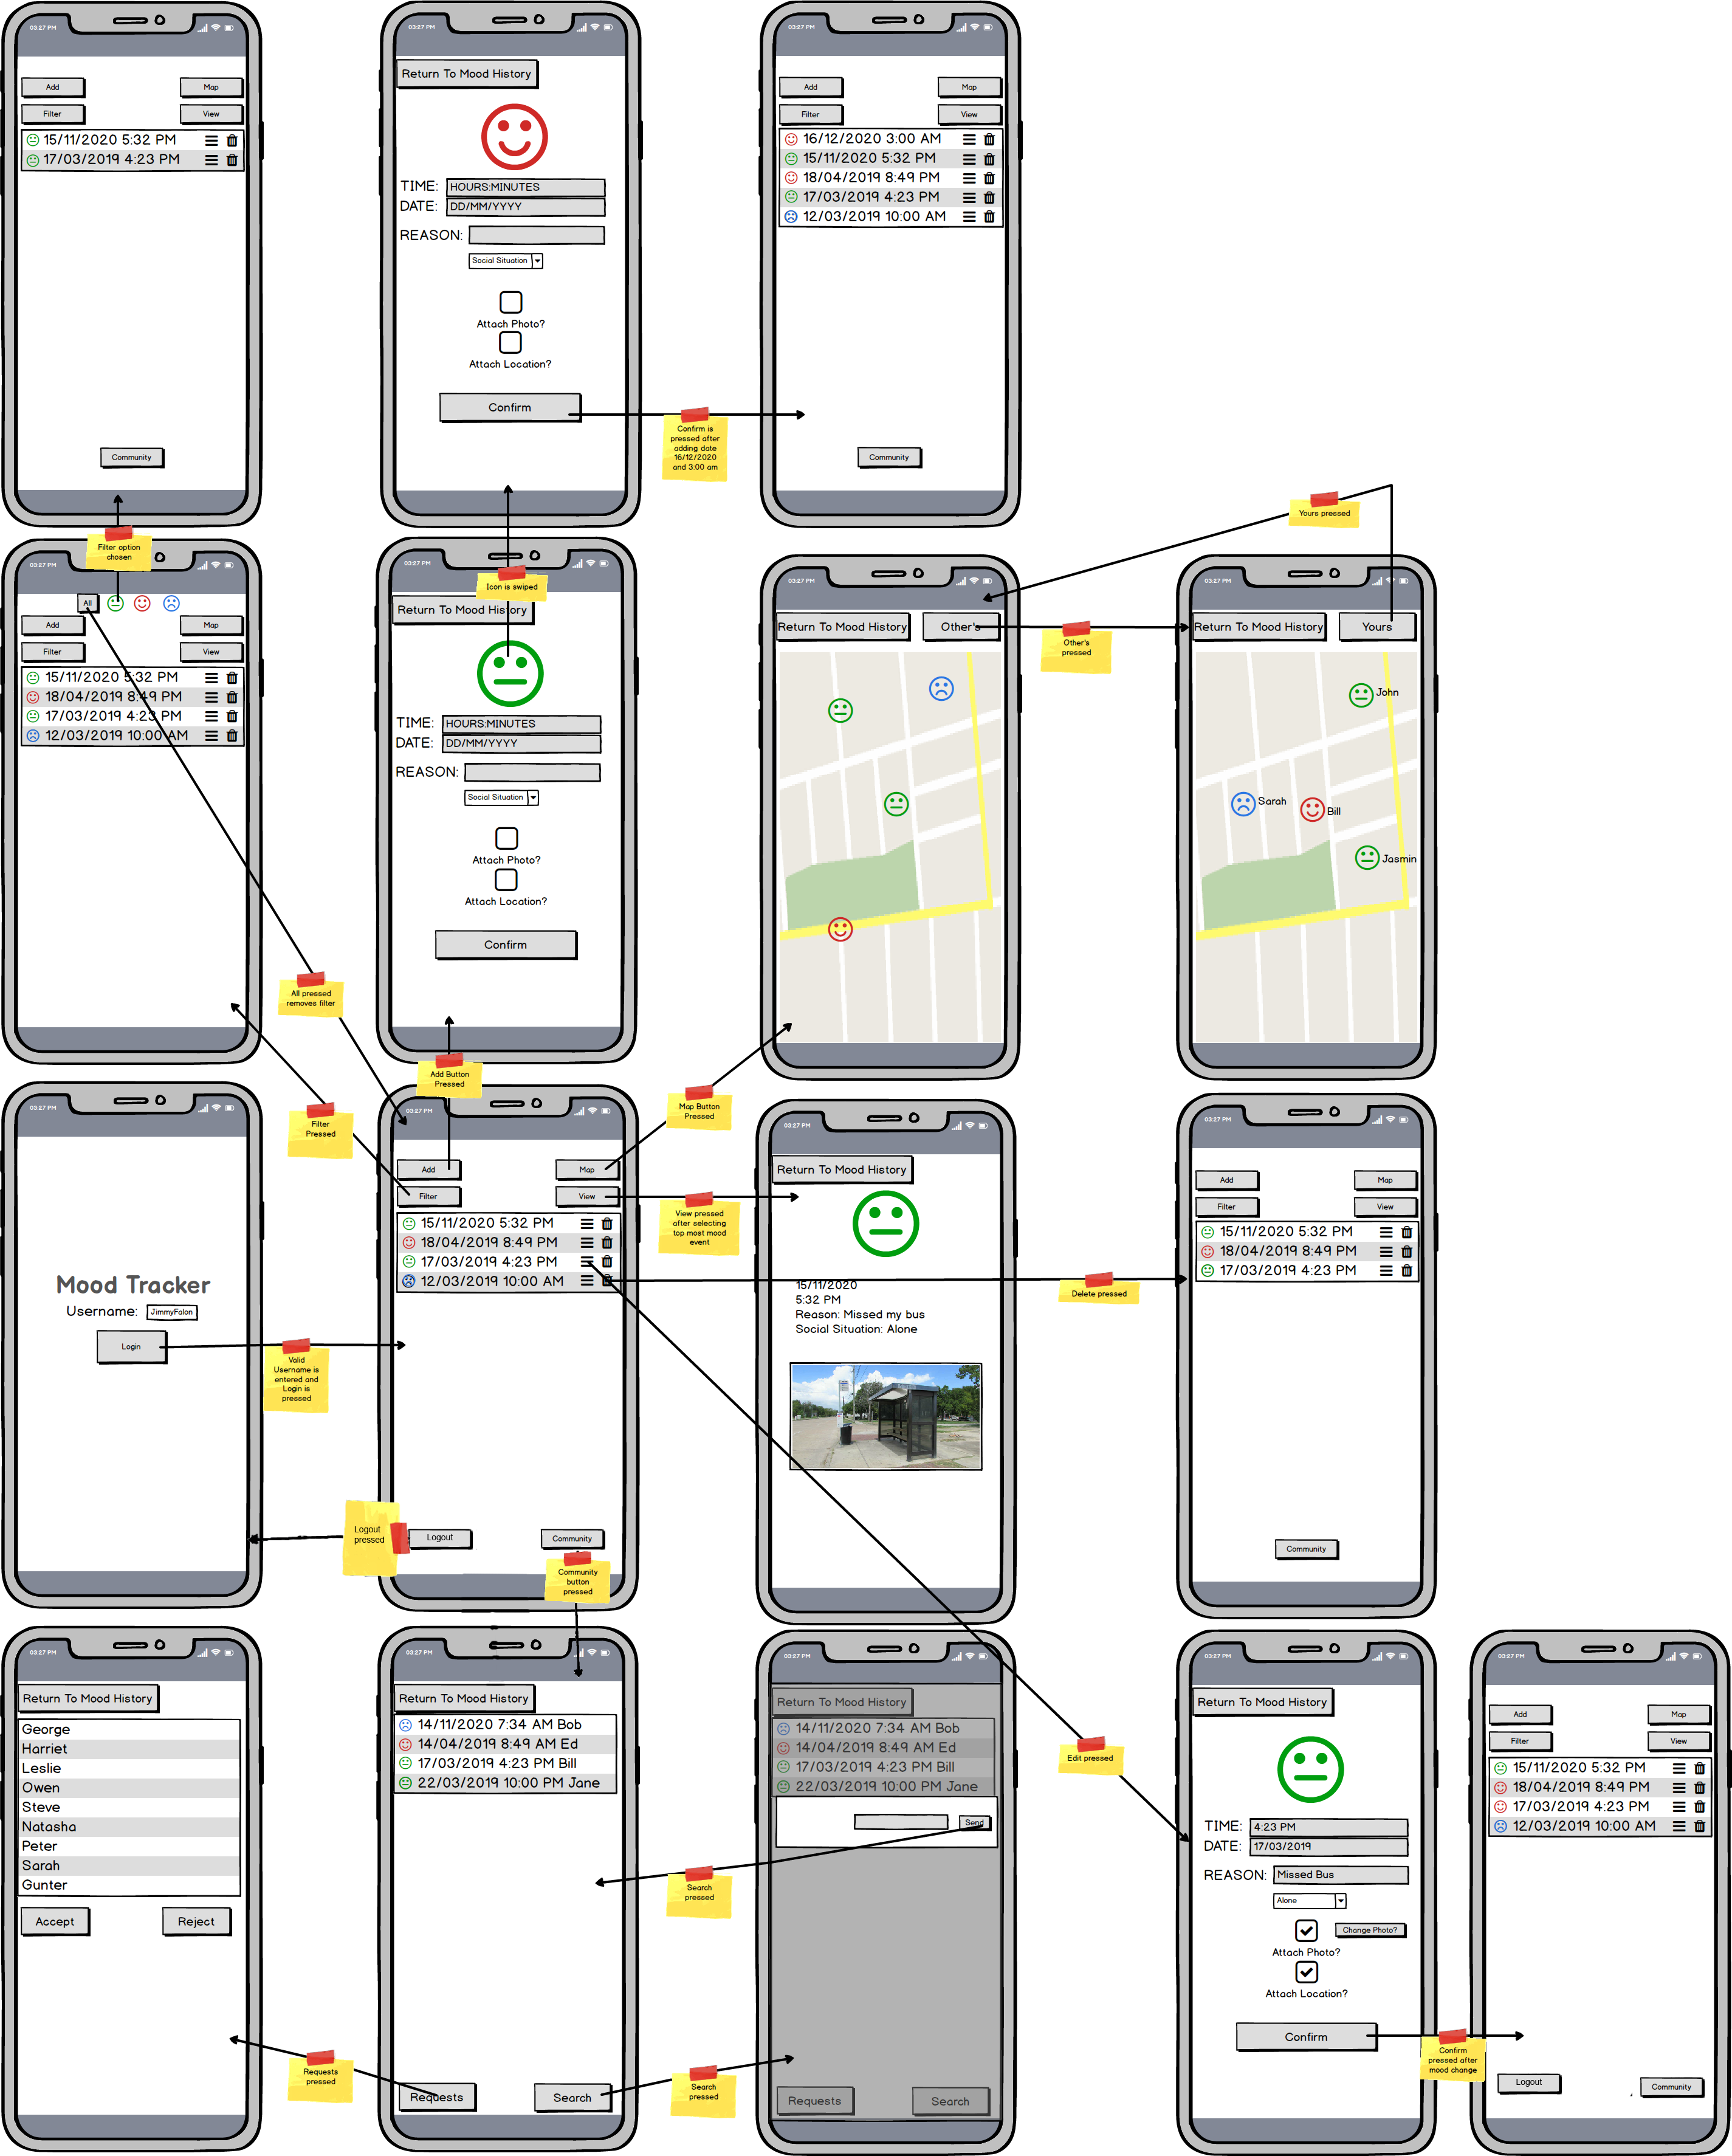 03:27 PM
Add
Map
Filter
View
15/11/2020 5:32 PM
17/03/2019 4:23 PM
Community
03:27 PM
Return To Mood History
TIME:
HOURS:MINUTES
DATE:
DD/MM/YYYY
REASON:
Social Situation
Attach Photo?
Attach Location?
Confirm
Confirm is
pressed after
adding date
16/12/2020
and 3:00 am
03:27 PM
Add
Map
Filter
View
16/12/2020 3:00 AM
15/11/2020 5:32 PM
18/04/2019 8:49 PM
17/03/2019 4:23 PM
12/03/2019 10:00 AM
Community
Filter option
chosen
03:27 PM
All
Add
Map
Filter
View
15/11/2020 5:32 PM
18/04/2019 8:49 PM
17/03/2019 4:23 PM
12/03/2019 10:00 AM
All pressed
removes filter
Icon is swiped
03:27 PM
Return To Mood History
TIME:
HOURS:MINUTES
DATE:
DD/MM/YYYY
REASON:
Social Situation
Attach Photo?
Attach Location?
Confirm
03:27 PM
Return To Mood History
Other's
Other's
pressed
Yours pressed
03:27 PM
Return To Mood History
Yours
John
Sarah
Bill
Jasmin
03:27 PM
Mood Tracker
Username:
JimmyFalon
Login
Valid
Username is
entered and
Login is
pressed
Filter
Pressed
Add Button
Pressed
Map Button
Pressed
03:27 PM
Add
Map
Filter
View
15/11/2020 5:32 PM
18/04/2019 8:49 PM
17/03/2019 4:23 PM
12/03/2019 10:00 AM
Logout
pressed
Logout
Community
Community
button
pressed
View pressed
after selecting
top most mood
event
03:27 PM
Return To Mood History
15/11/2020
5:32 PM
Reason: Missed my bus
Social Situation: Alone
Delete pressed
03:27 PM
Add
Map
Filter
View
15/11/2020 5:32 PM
18/04/2019 8:49 PM
17/03/2019 4:23 PM
Community
03:27 PM
Return To Mood History
George
Harriet
Leslie
Owen
Steve
Natasha
Peter
Sarah
Gunter
Accept
Reject
Requests
pressed
03:27 PM
Return To Mood History
14/11/2020 7:34 AM Bob
14/04/2019 8:49 AM Ed
17/03/2019 4:23 PM Bill
22/03/2019 10:00 PM Jane
Requests
Search
Search
pressed
Search
pressed
03:27 PM
Return To Mood History
14/11/2020 7:34 AM Bob
14/04/2019 8:49 AM Ed
17/03/2019 4:23 PM Bill
22/03/2019 10:00 PM Jane
Send
Requests
Search
Edit pressed
03:27 PM
Return To Mood History
TIME:
4:23 PM
DATE:
17/03/2019
REASON:
Missed Bus
Alone
Change Photo?
Attach Photo?
Attach Location?
Confirm
Confirm
pressed after
mood change
03:27 PM
Add
Map
Filter
View
15/11/2020 5:32 PM
18/04/2019 8:49 PM
17/03/2019 4:23 PM
12/03/2019 10:00 AM
Logout
Community